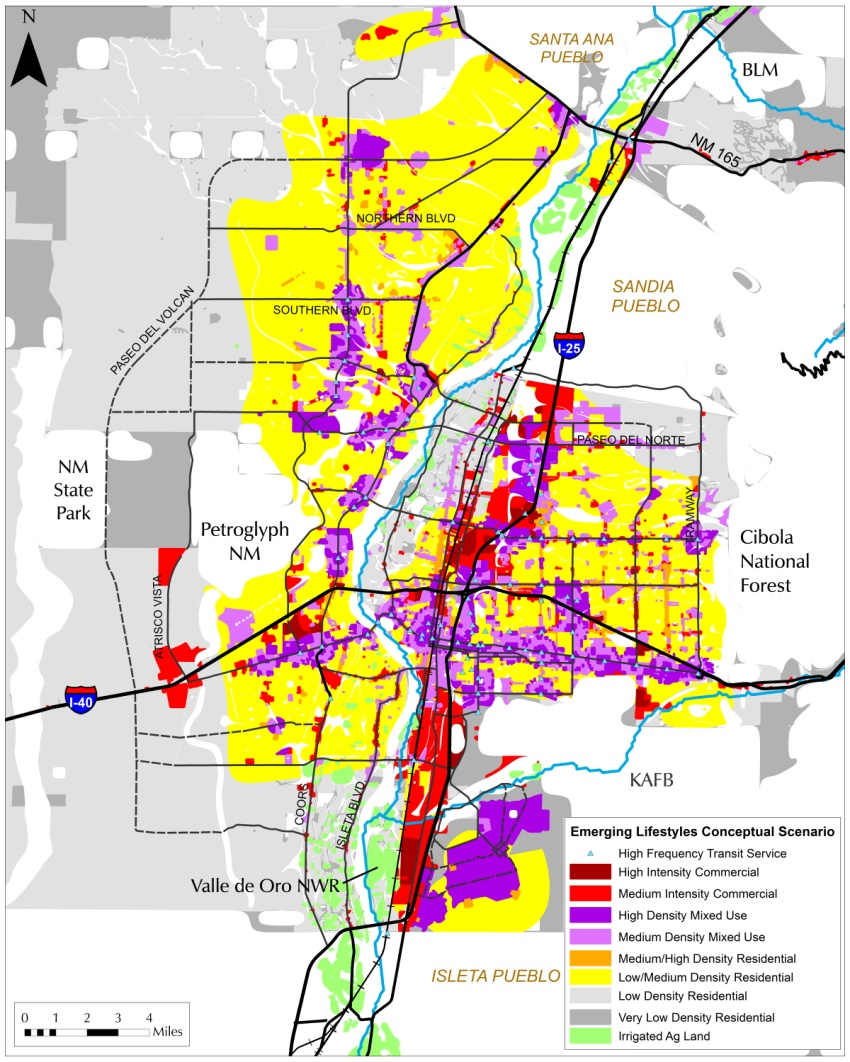 N
SANTA ANA
PUEBLO
BLM
NM 165
NORTHERN BLVD
SANDIA
PUEBLO
PASEO DEL VOLCAN
SOUTHERN BLVD.
I-25
PASEO DEL NORTE
NM
State
Park
Petroglyph
NM
TRAMWAY
Cibola
National
Forest
ATRISCO VISTA
I-40
KAFB
COORS
ISLETA BLVD.
Valle de Oro NWR
ISLETA PUEBLO
Emerging Lifestyles Conceptual Scenario
High Frequency Transit Service
High Intensity Commercial
Medium Intensity Commercial
High Density Mixed Use
Medium Density Mixed Use
Medium/High Density Residential
Low/Medium Density Residential
Low Density Residential
Very Low Density Residential
Irrigated Ag Land
0 1 2 3 4
Miles